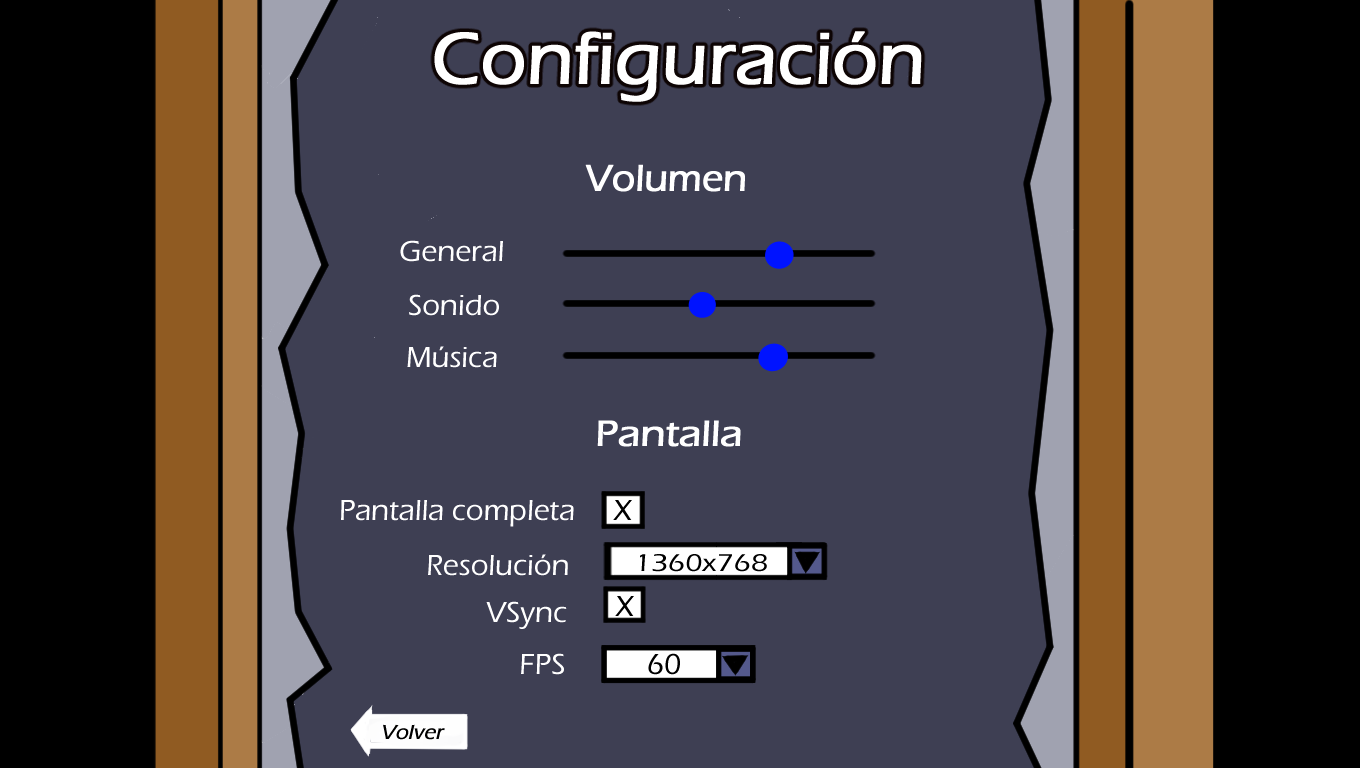 Configuración
Volumen
General
Sonido
Música
Pantalla
Pantalla completa X
Resolución 1360x768
VSync X
FPS 60
Volver